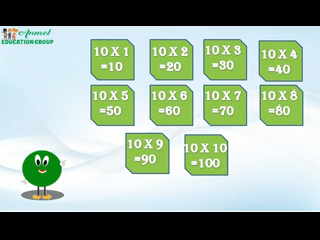 Anmol
EDUCATION GROUP
10 X 1
=10
10 X 2
=20
10 X 3
=30
10 X 4
=40
10 X 5
=50
10 X 6
=60
10 X 7
=70
10 X 8
=80
10 X 9
=90
10 X 10
=100